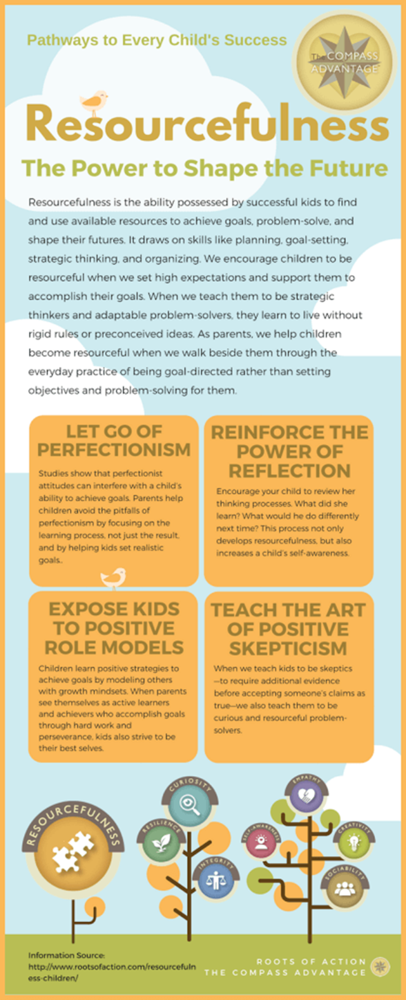 Pathways to Every Child's Success
The COMPASS
ADVANTAGE
Resourcefulness
The Power to Shape the Future
Resourcefulness is the ability possessed by successful kids to find
and use available resources to achieve goals, problem-solve, and
shape their futures. It draws on skills like planning, goal-setting,
strategic thinking, and organizing. We encourage children to be
resourceful when we set high expectations and support them to
accomplish their goals. When we teach them to be strategic
thinkers and adaptable problem-solvers, they learn to live without
rigid rules or preconceived ideas. As parents, we help children
become resourceful when we walk beside them through the
everyday practice of being goal-directed rather than setting
objectives and problem-solving for them.
LET GO OF
PERFECTIONISM
Studies show that perfectionist
attitudes can interfere with a child's
ability to achieve goals. Parents help
children avoid the pitfalls of
perfectionism by focusing on the
learning process, not just the result,
and by helping kids set realistic
goals..
REINFORCE THE
POWER OF
REFLECTION
Encourage your child to review her
thinking processes. What did she
learn? What would he do differently
next time? This process not only
develops resourcefulness, but also
increases a child's self-awareness.
EXPOSE KIDS
TO POSITIVE
ROLE MODELS
Children learn positive strategies to
achieve goals by modeling others
with growth mindsets. When parents
see themselves as active learners
and achievers who accomplish goals
through hard work and
perseverance, kids also strive to be
their best selves.
TEACH THE ART
OF POSITIVE
SKEPTICISM
When we teach kids to be skeptics
—to require additional evidence
before accepting someone's claims as
true—we also teach them to be
curious and resourceful problem-
solvers.
RESOURCEFULNESS
CURIOSITY
RESILIENCE
INTEGRITY
EMPATHY
SELF-AWARENESS
CREATIVITY
SOCIABILITY
Information Source:
http://www.rootsofaction.com/resourcefuln
ess-children/
ROOTS OF ACTION
THE COMPASS ADVANTAGE